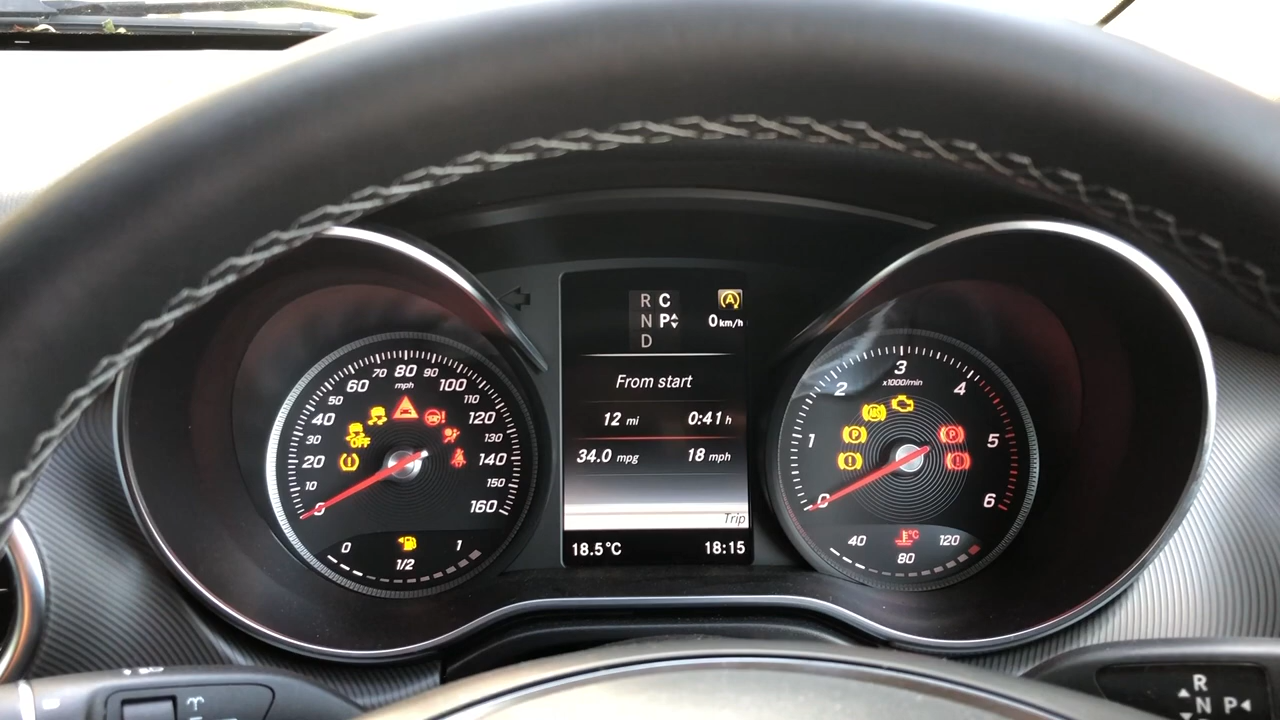 70 80 90
60 mph 100
50 110
40 120
30 OFF 130
20 140
10 150
0 160
0 1
1/2
R C
N P
D
A
0 km/h
From start
12 mi 0:41 h
34.0 mpg 18 mph
Trip
18.5°C 18:15
3
2 x1000/min 4
ABS
1 P P 5
0 6
°C
40 120
80
R
N P